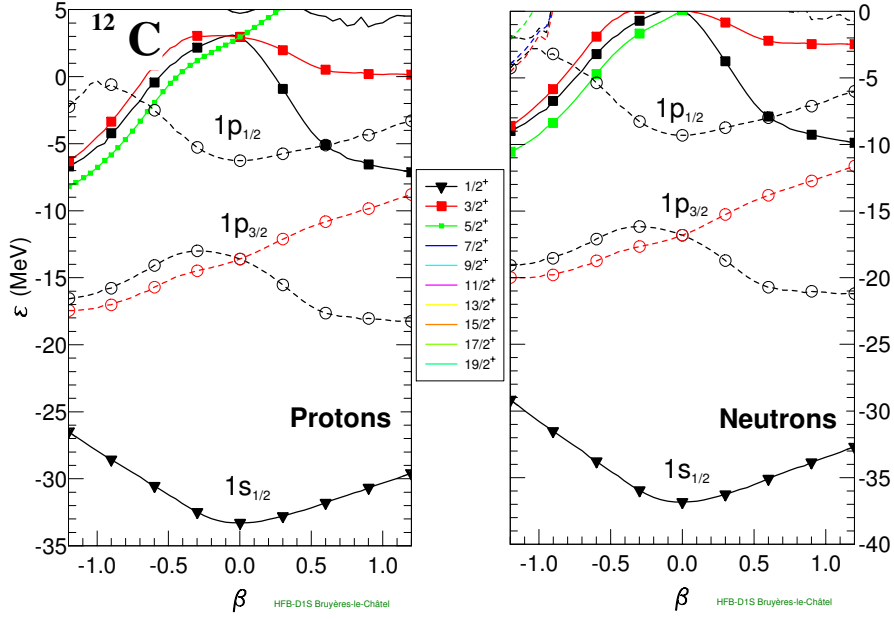 12 C
5
0
-5
-10
-15
-20
-25
-30
-35
ε (MeV)
1p1/2
1p3/2
1s1/2
Protons
-1.0 -0.5 0.0 0.5 1.0
β
HFB-D1S Bruyères-le-Châtel
1/2+
3/2+
5/2+
7/2+
9/2+
11/2+
13/2+
15/2+
17/2+
19/2+
0
-5
-10
-15
-20
-25
-30
-35
-40
1p1/2
1p3/2
1s1/2
Neutrons
-1.0 -0.5 0.0 0.5 1.0
β
HFB-D1S Bruyères-le-Châtel